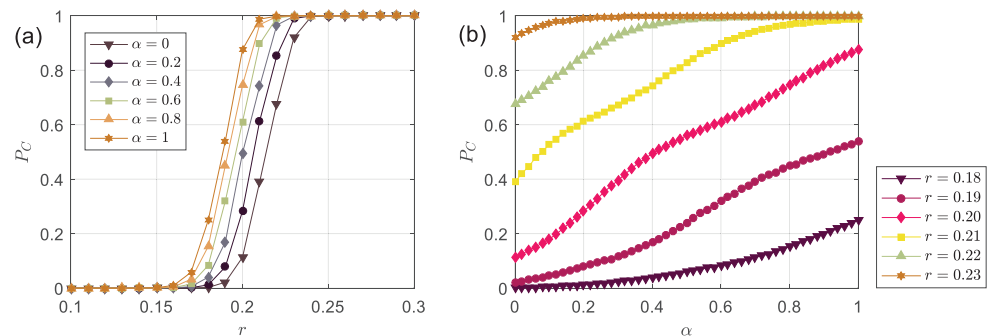 (a)
α = 0
α = 0.2
α = 0.4
α = 0.6
α = 0.8
α = 1
P_C
1
0.8
0.6
0.4
0.2
0
0.1
0.15
0.2
0.25
0.3
r
(b)
P_C
1
0.8
0.6
0.4
0.2
0
0
0.2
0.4
0.6
0.8
1
α
r = 0.18
r = 0.19
r = 0.20
r = 0.21
r = 0.22
r = 0.23